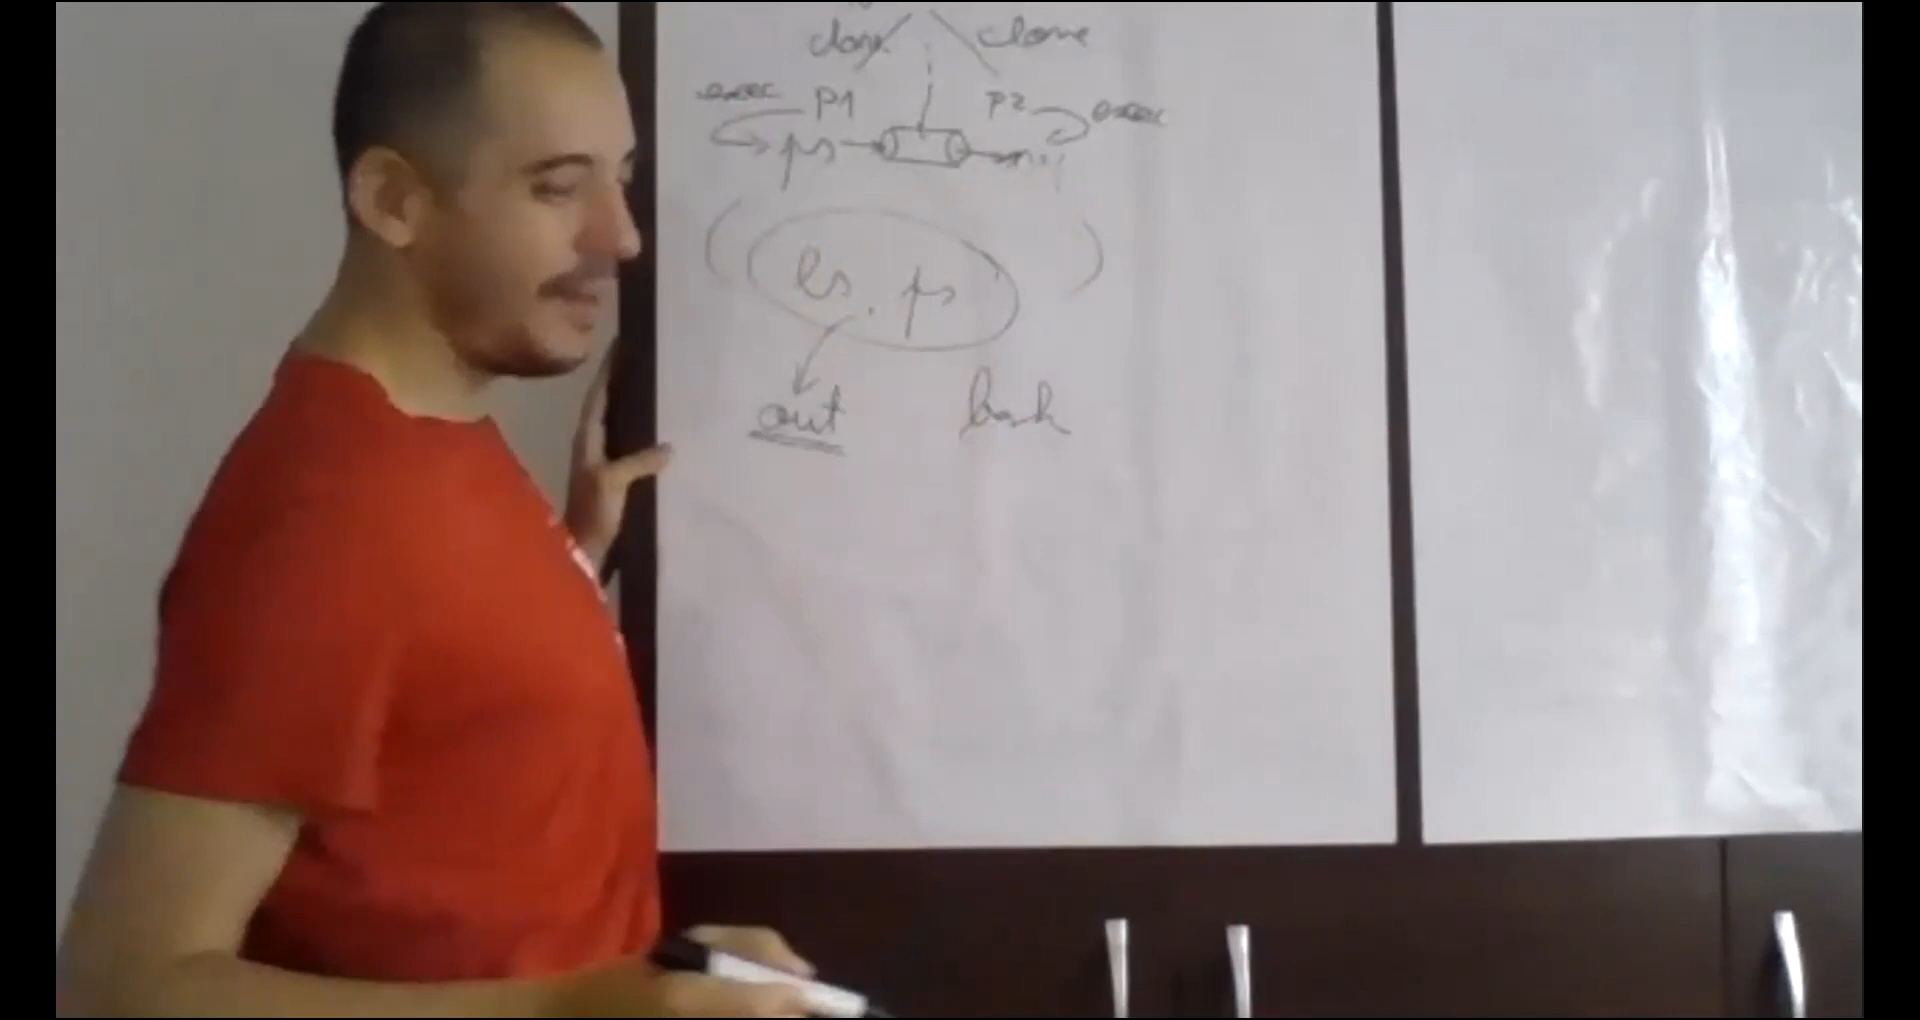 clone clone
exec P1 P2 exec
ps
ls . ps
out bash